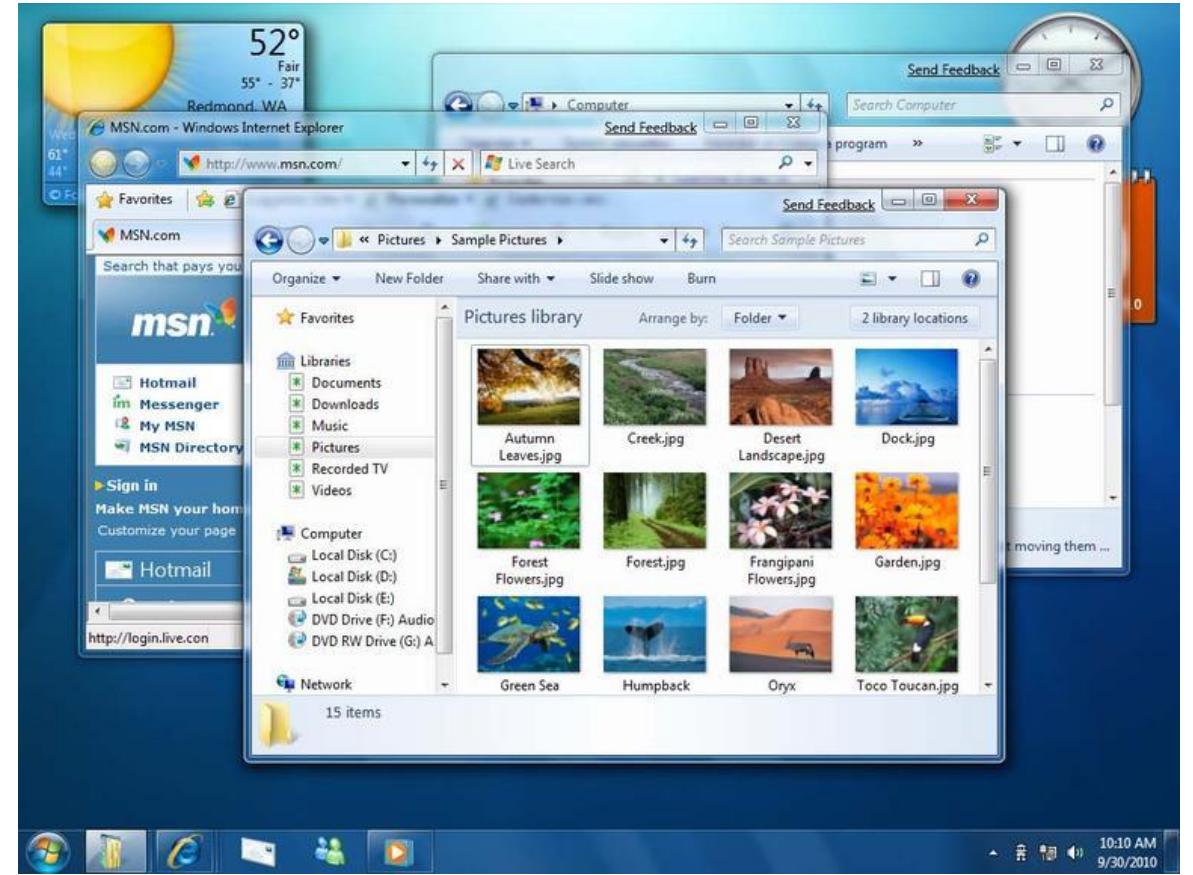 52°
Fair
55° - 37°
Redmond, WA
61°
44°
Send Feedback
Computer
Search Computer
a program »
MSN.com - Windows Internet Explorer
Send Feedback
http://www.msn.com/
Live Search
Favorites
MSN.com
Search that pays you
msn
Hotmail
Messenger
My MSN
MSN Directory
Sign in
Make MSN your hom
Customize your page
Hotmail
http://login.live.con
Send Feedback
« Pictures Sample Pictures
Search Sample Pictures
Organize New Folder Share with Slide show Burn
Favorites
Libraries
Documents
Downloads
Music
Pictures
Recorded TV
Videos
Computer
Local Disk (C:)
Local Disk (D:)
Local Disk (E:)
DVD Drive (F:) Audio
DVD RW Drive (G:) A
Network
Pictures library
Arrange by: Folder
2 library locations
Autumn
Leaves.jpg
Creek.jpg
Desert
Landscape.jpg
Dock.jpg
Forest
Flowers.jpg
Forest.jpg
Frangipani
Flowers.jpg
Garden.jpg
Green Sea
Humpback
Oryx
Toco Toucan.jpg
15 items
moving them ...
10:10 AM
9/30/2010